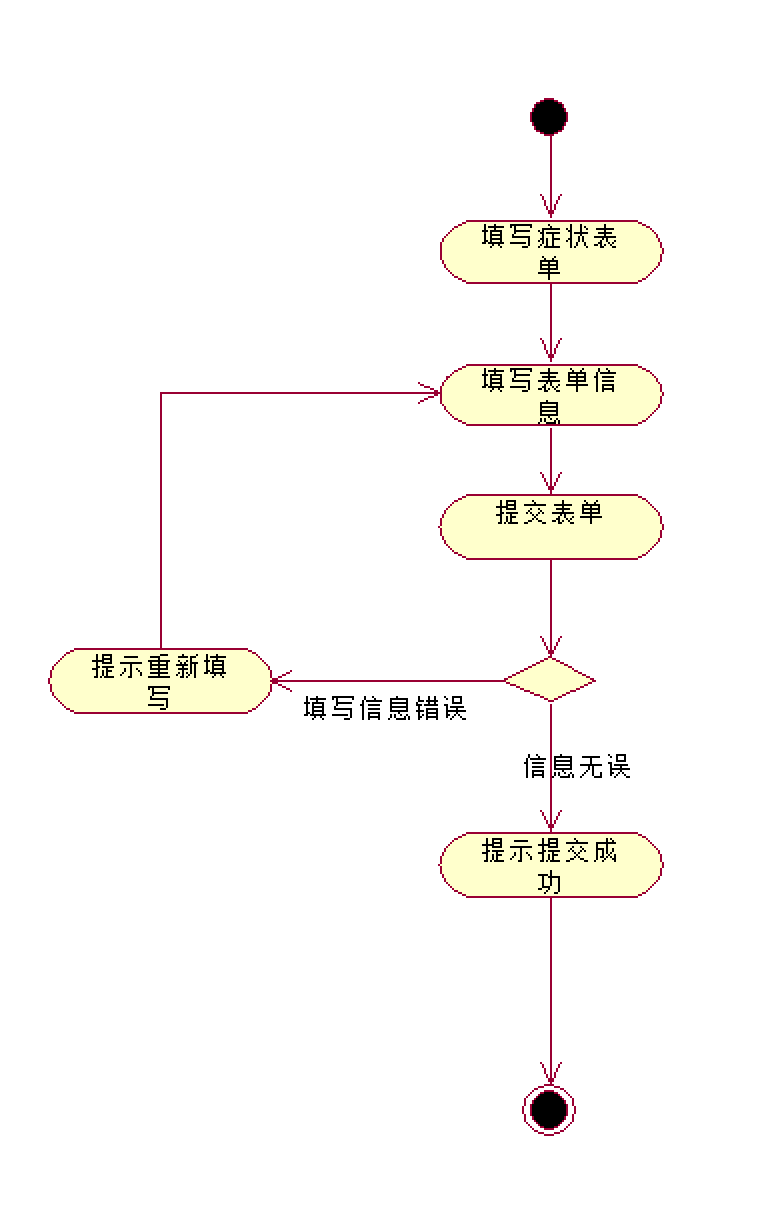 填写症状表
单
填写表单信
息
提交表单
提示重新填
写
填写信息错误
信息无误
提示提交成
功